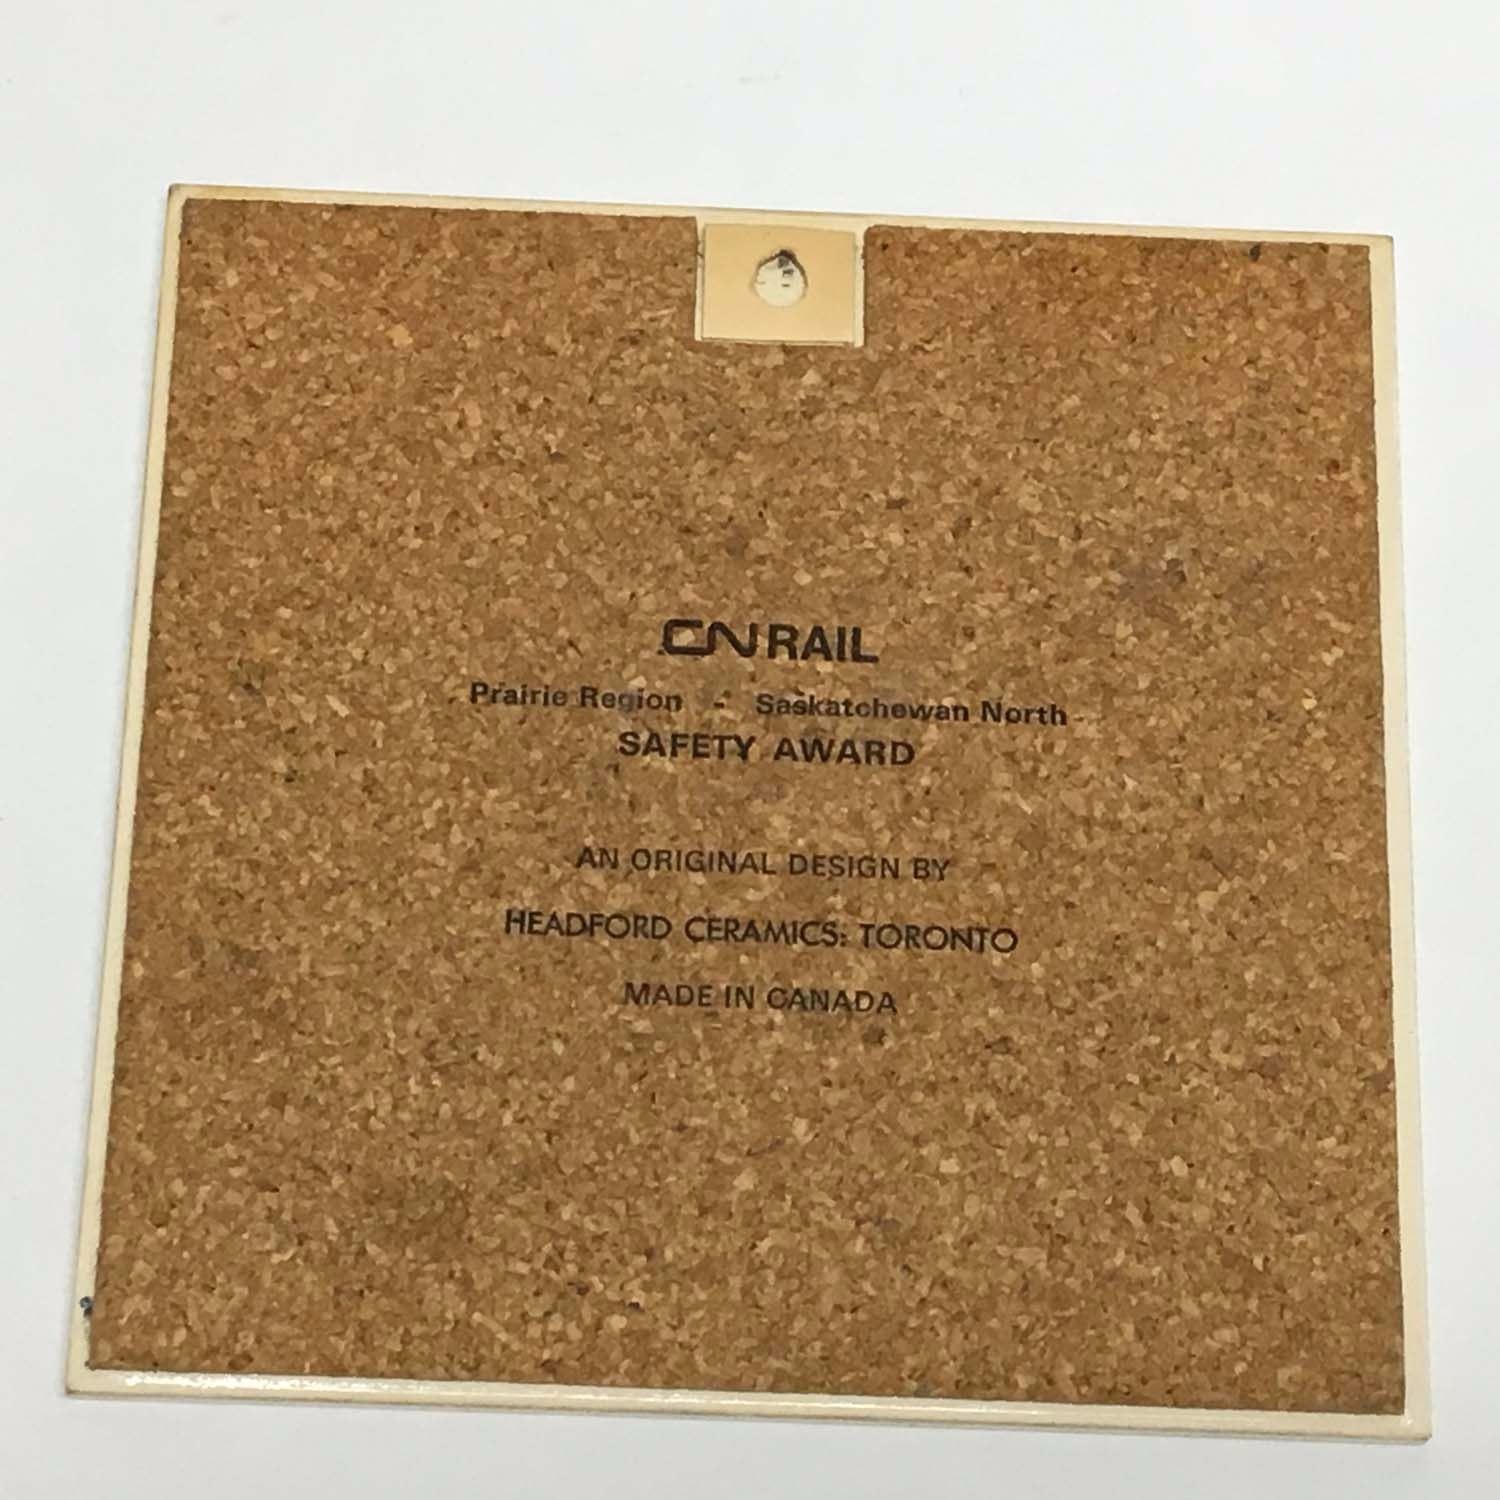 CN RAIL
Prairie Region - Saskatchewan North
SAFETY AWARD
AN ORIGINAL DESIGN BY
HEADFORD CERAMICS: TORONTO
MADE IN CANADA